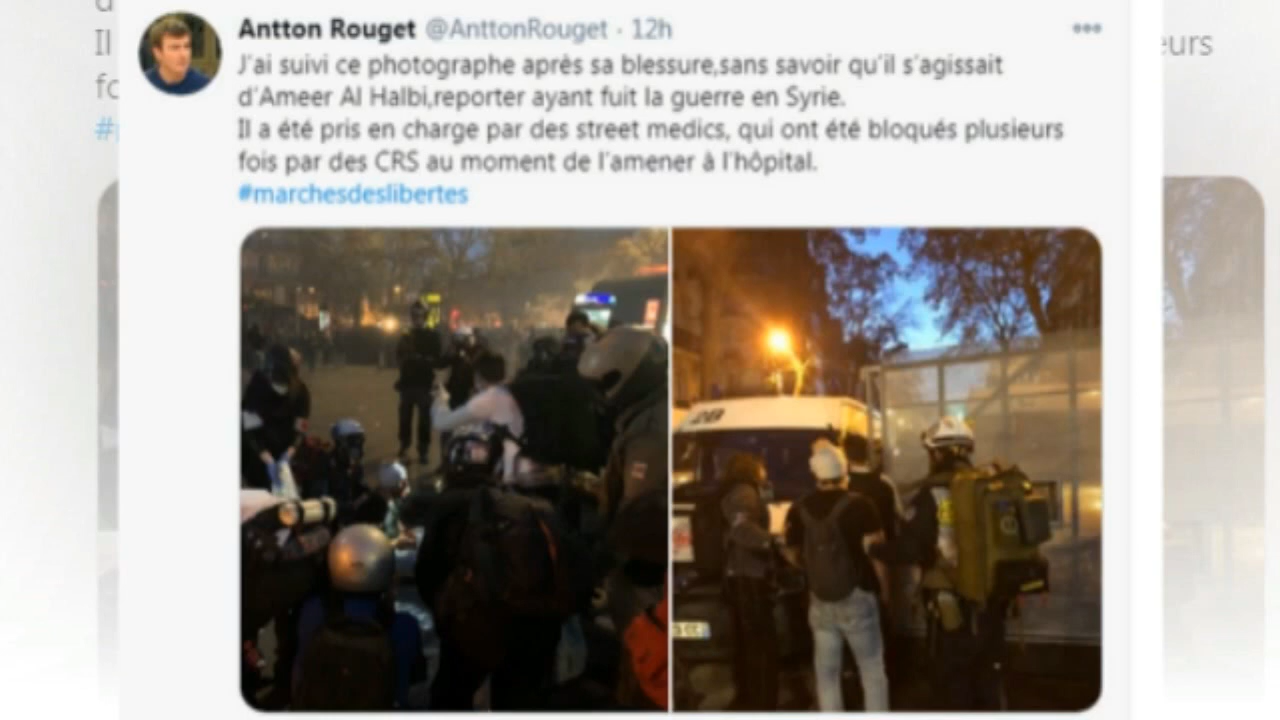 Antton Rouget @AnttonRouget · 12h
J'ai suivi ce photographe après sa blessure,sans savoir qu'il s'agissait
d'Ameer Al Halbi,reporter ayant fuit la guerre en Syrie.
Il a été pris en charge par des street medics, qui ont été bloqués plusieurs
fois par des CRS au moment de l'amener à l'hôpital.
#marchesdeslibertes